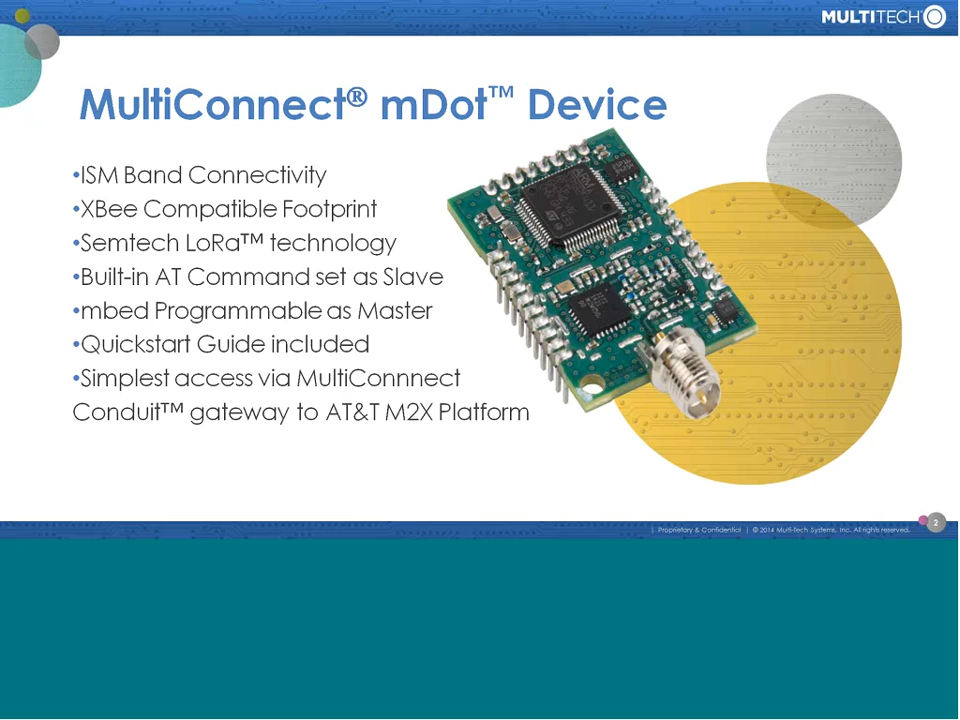 MULTITECH®
MultiConnect® mDot™ Device
•ISM Band Connectivity
•XBee Compatible Footprint
•Semtech LoRa™ technology
•Built-in AT Command set as Slave
•mbed Programmable as Master
•Quickstart Guide included
•Simplest access via MultiConnnect
Conduit™ gateway to AT&T M2X Platform
| Proprietary & Confidential | © 2014 Multi-Tech Systems, Inc. All rights reserved.
2